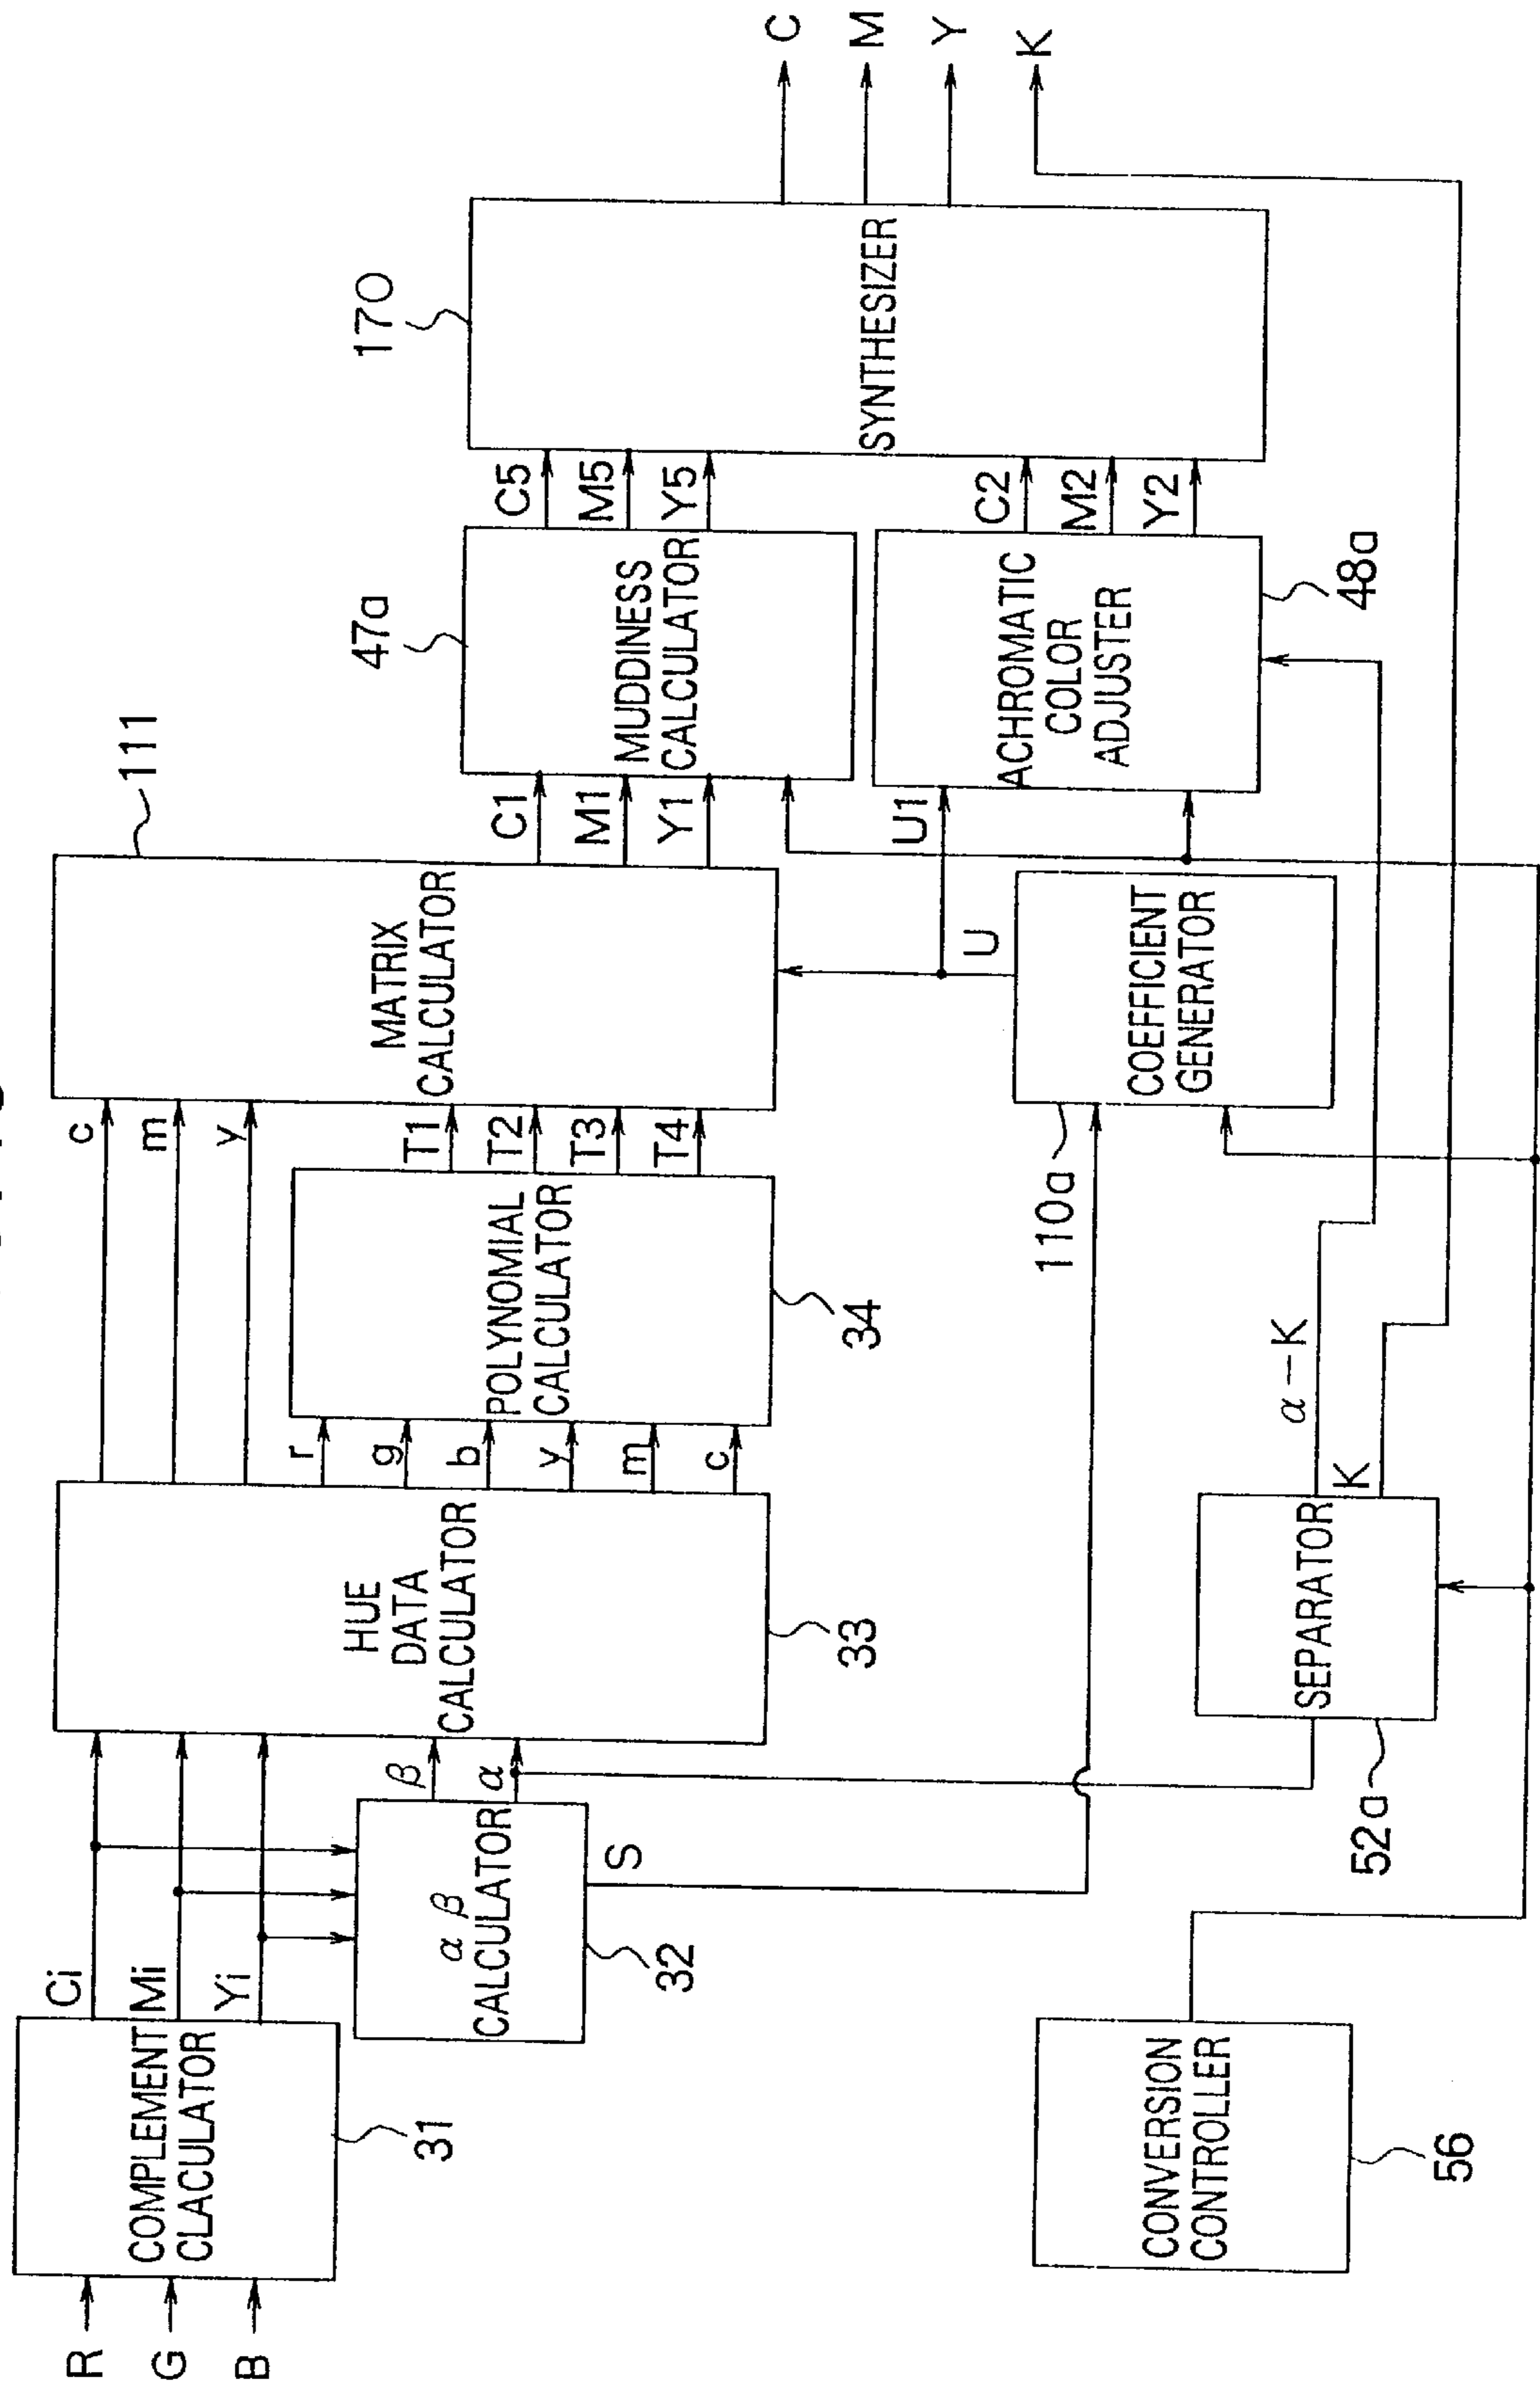 R
G
B
COMPLEMENT
CLACULATOR
31
Ci
Mi
Yi
α β
CALCULATOR
32
β
α
S
HUE
DATA
CALCULATOR
33
c
m
y
r
g
b
y
m
c
POLYNOMIAL
CALCULATOR
34
T1
T2
T3
T4
MATRIX
CALCULATOR
111
C1
M1
Y1
MUDDINESS
CALCULATOR
47a
C5
M5
Y5
ACHROMATIC
COLOR
ADJUSTER
48a
U1
U
C2
M2
Y2
SYNTHESIZER
170
C
M
Y
K
COEFFICIENT
GENERATOR
110a
SEPARATOR
52a
α-K
K
CONVERSION
CONTROLLER
56